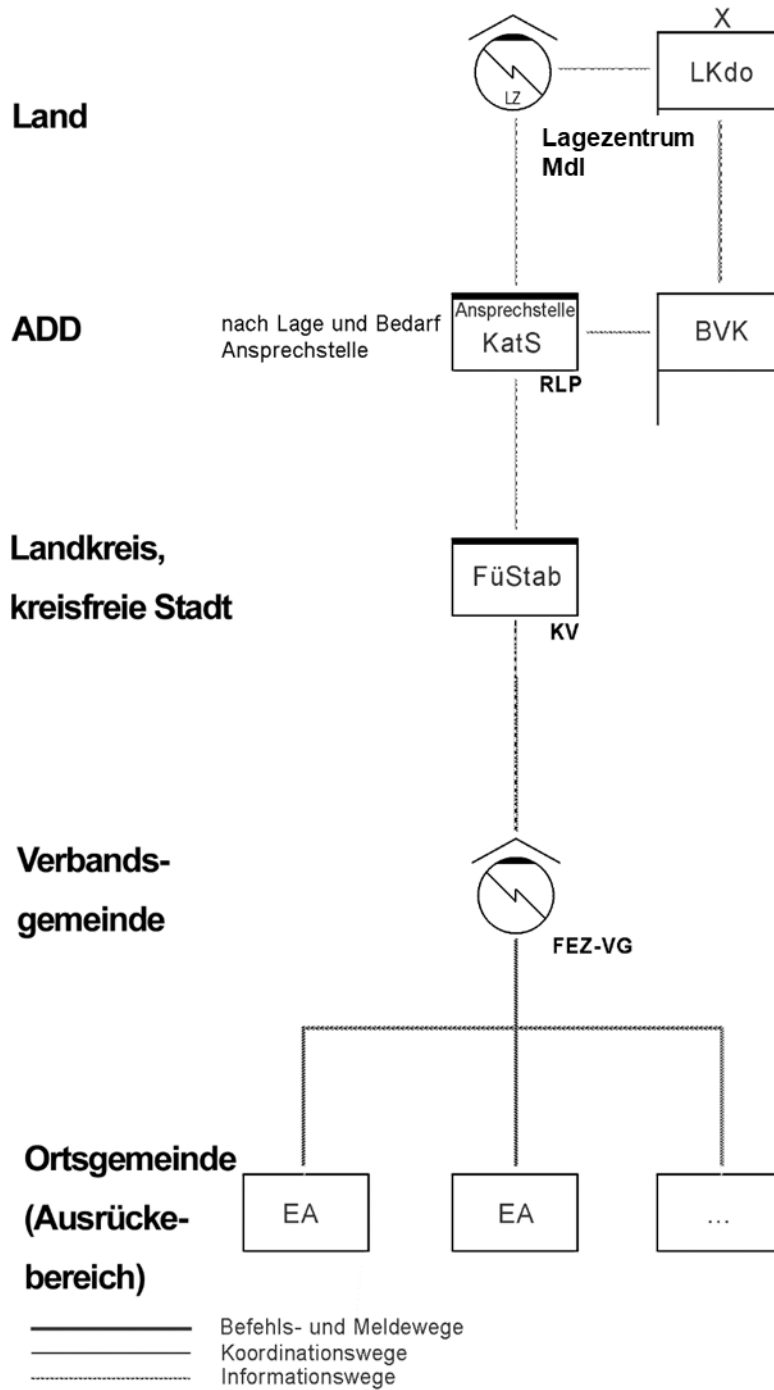 X
LKdo
LZ
Land
Lagezentrum
MdI
ADD
nach Lage und Bedarf
Ansprechstelle
Ansprechstelle
KatS
BVK
RLP
Landkreis,
kreisfreie Stadt
FüStab
KV
Verbands-
gemeinde
FEZ-VG
Ortsgemeinde
(Ausrücke-
bereich)
EA
EA
...
Befehls- und Meldewege
Koordinationswege
Informationswege